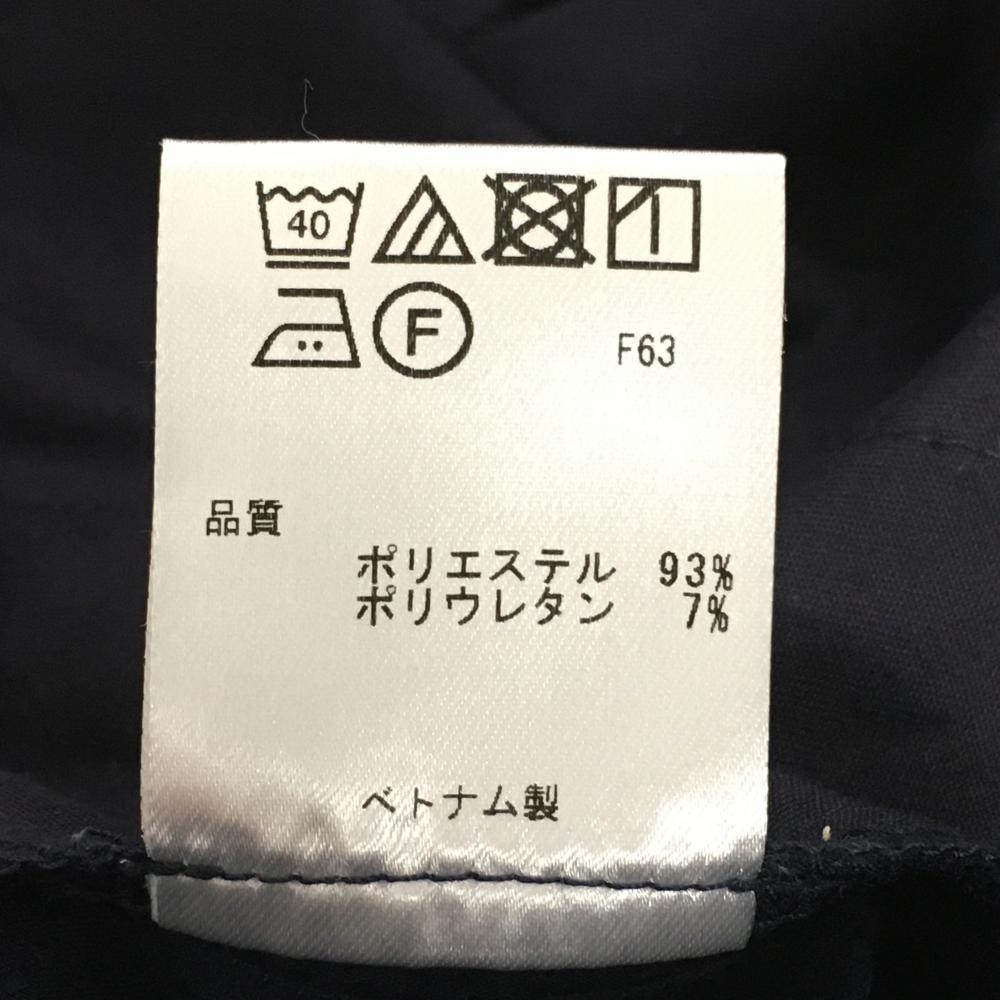 40
F F63
品質
ポリエステル 93%
ポリウレタン 7%
ベトナム製